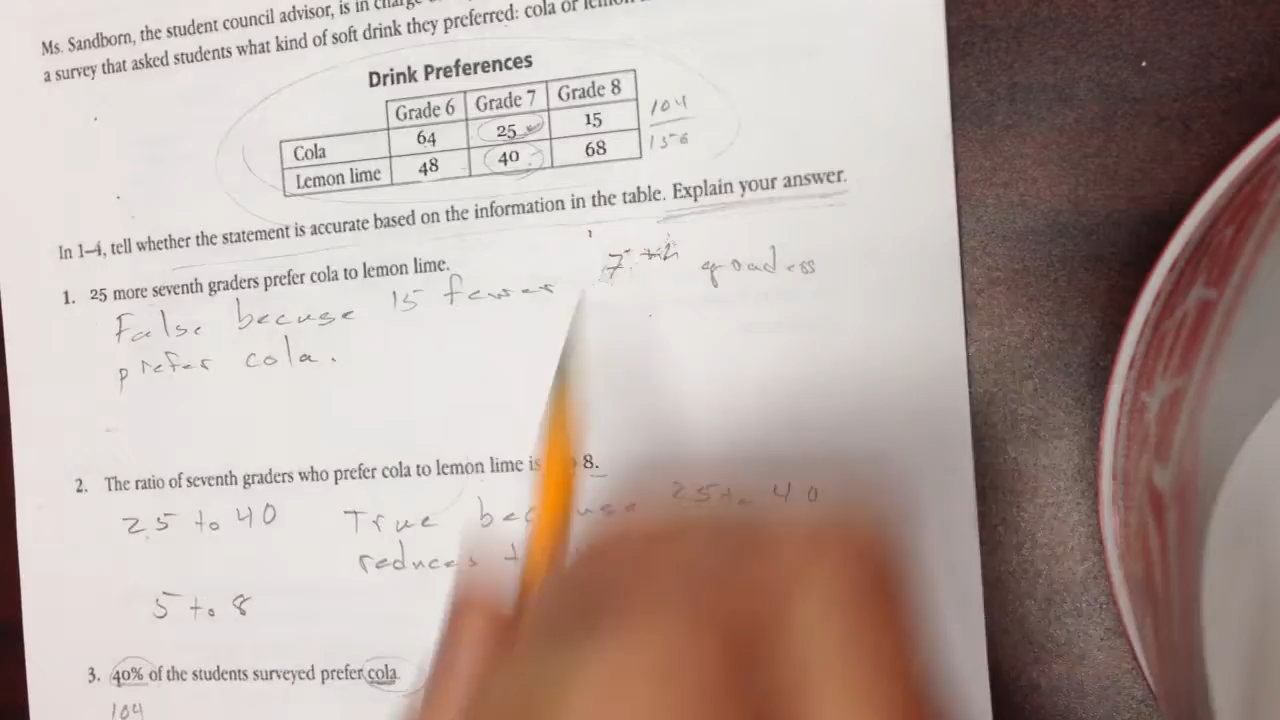 Ms. Sandborn, the student council advisor, is in charge
a survey that asked students what kind of soft drink they preferred: cola or lemon
Drink Preferences
Grade 6 Grade 7 Grade 8
Cola 64 25 15
Lemon lime 48 40 68
104
156
In 1–4, tell whether the statement is accurate based on the information in the table. Explain your answer.
1. 25 more seventh graders prefer cola to lemon lime.
False becuse 15 fewer 7th graders
prefer cola.
2. The ratio of seventh graders who prefer cola to lemon lime is 8.
25 to 40 True 25 to 40
reduces
5 to 8
3. 40% of the students surveyed prefer cola.
104